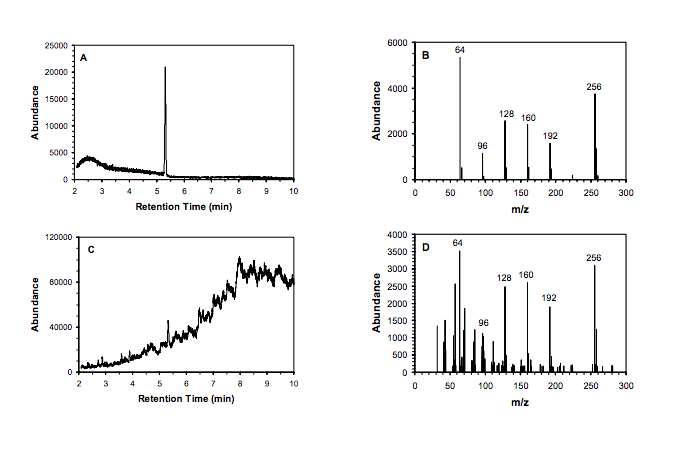 A
25000
20000
15000
10000
5000
0
2 3 4 5 6 7 8 9 10
Abundance
Retention Time (min)
B
6000
4000
2000
0
0 50 100 150 200 250 300
64
96
128
160
192
256
Abundance
m/z
C
120000
80000
40000
0
2 3 4 5 6 7 8 9 10
Abundance
Retention Time (min)
D
4000
3500
3000
2500
2000
1500
1000
500
0
0 50 100 150 200 250 300
64
96
128
160
192
256
Abundance
m/z